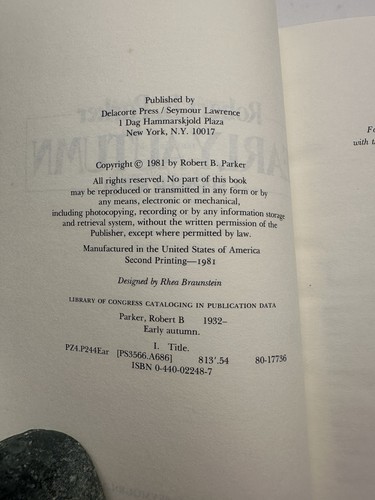 Published by
Delacorte Press / Seymour Lawrence
1 Dag Hammarskjold Plaza
New York, N.Y. 10017
Copyright © 1981 by Robert B. Parker
All rights reserved. No part of this book
may be reproduced or transmitted in any form or by
any means, electronic or mechanical,
including photocopying, recording or by any information storage
and retrieval system, without the written permission of the
Publisher, except where permitted by law.
Manufactured in the United States of America
Second Printing—1981
Designed by Rhea Braunstein
LIBRARY OF CONGRESS CATALOGING IN PUBLICATION DATA
Parker, Robert B 1932–
Early autumn.
I. Title.
PZ4.P244Ear [PS3566.A686] 813'.54 80-17736
ISBN 0-440-02248-7
with